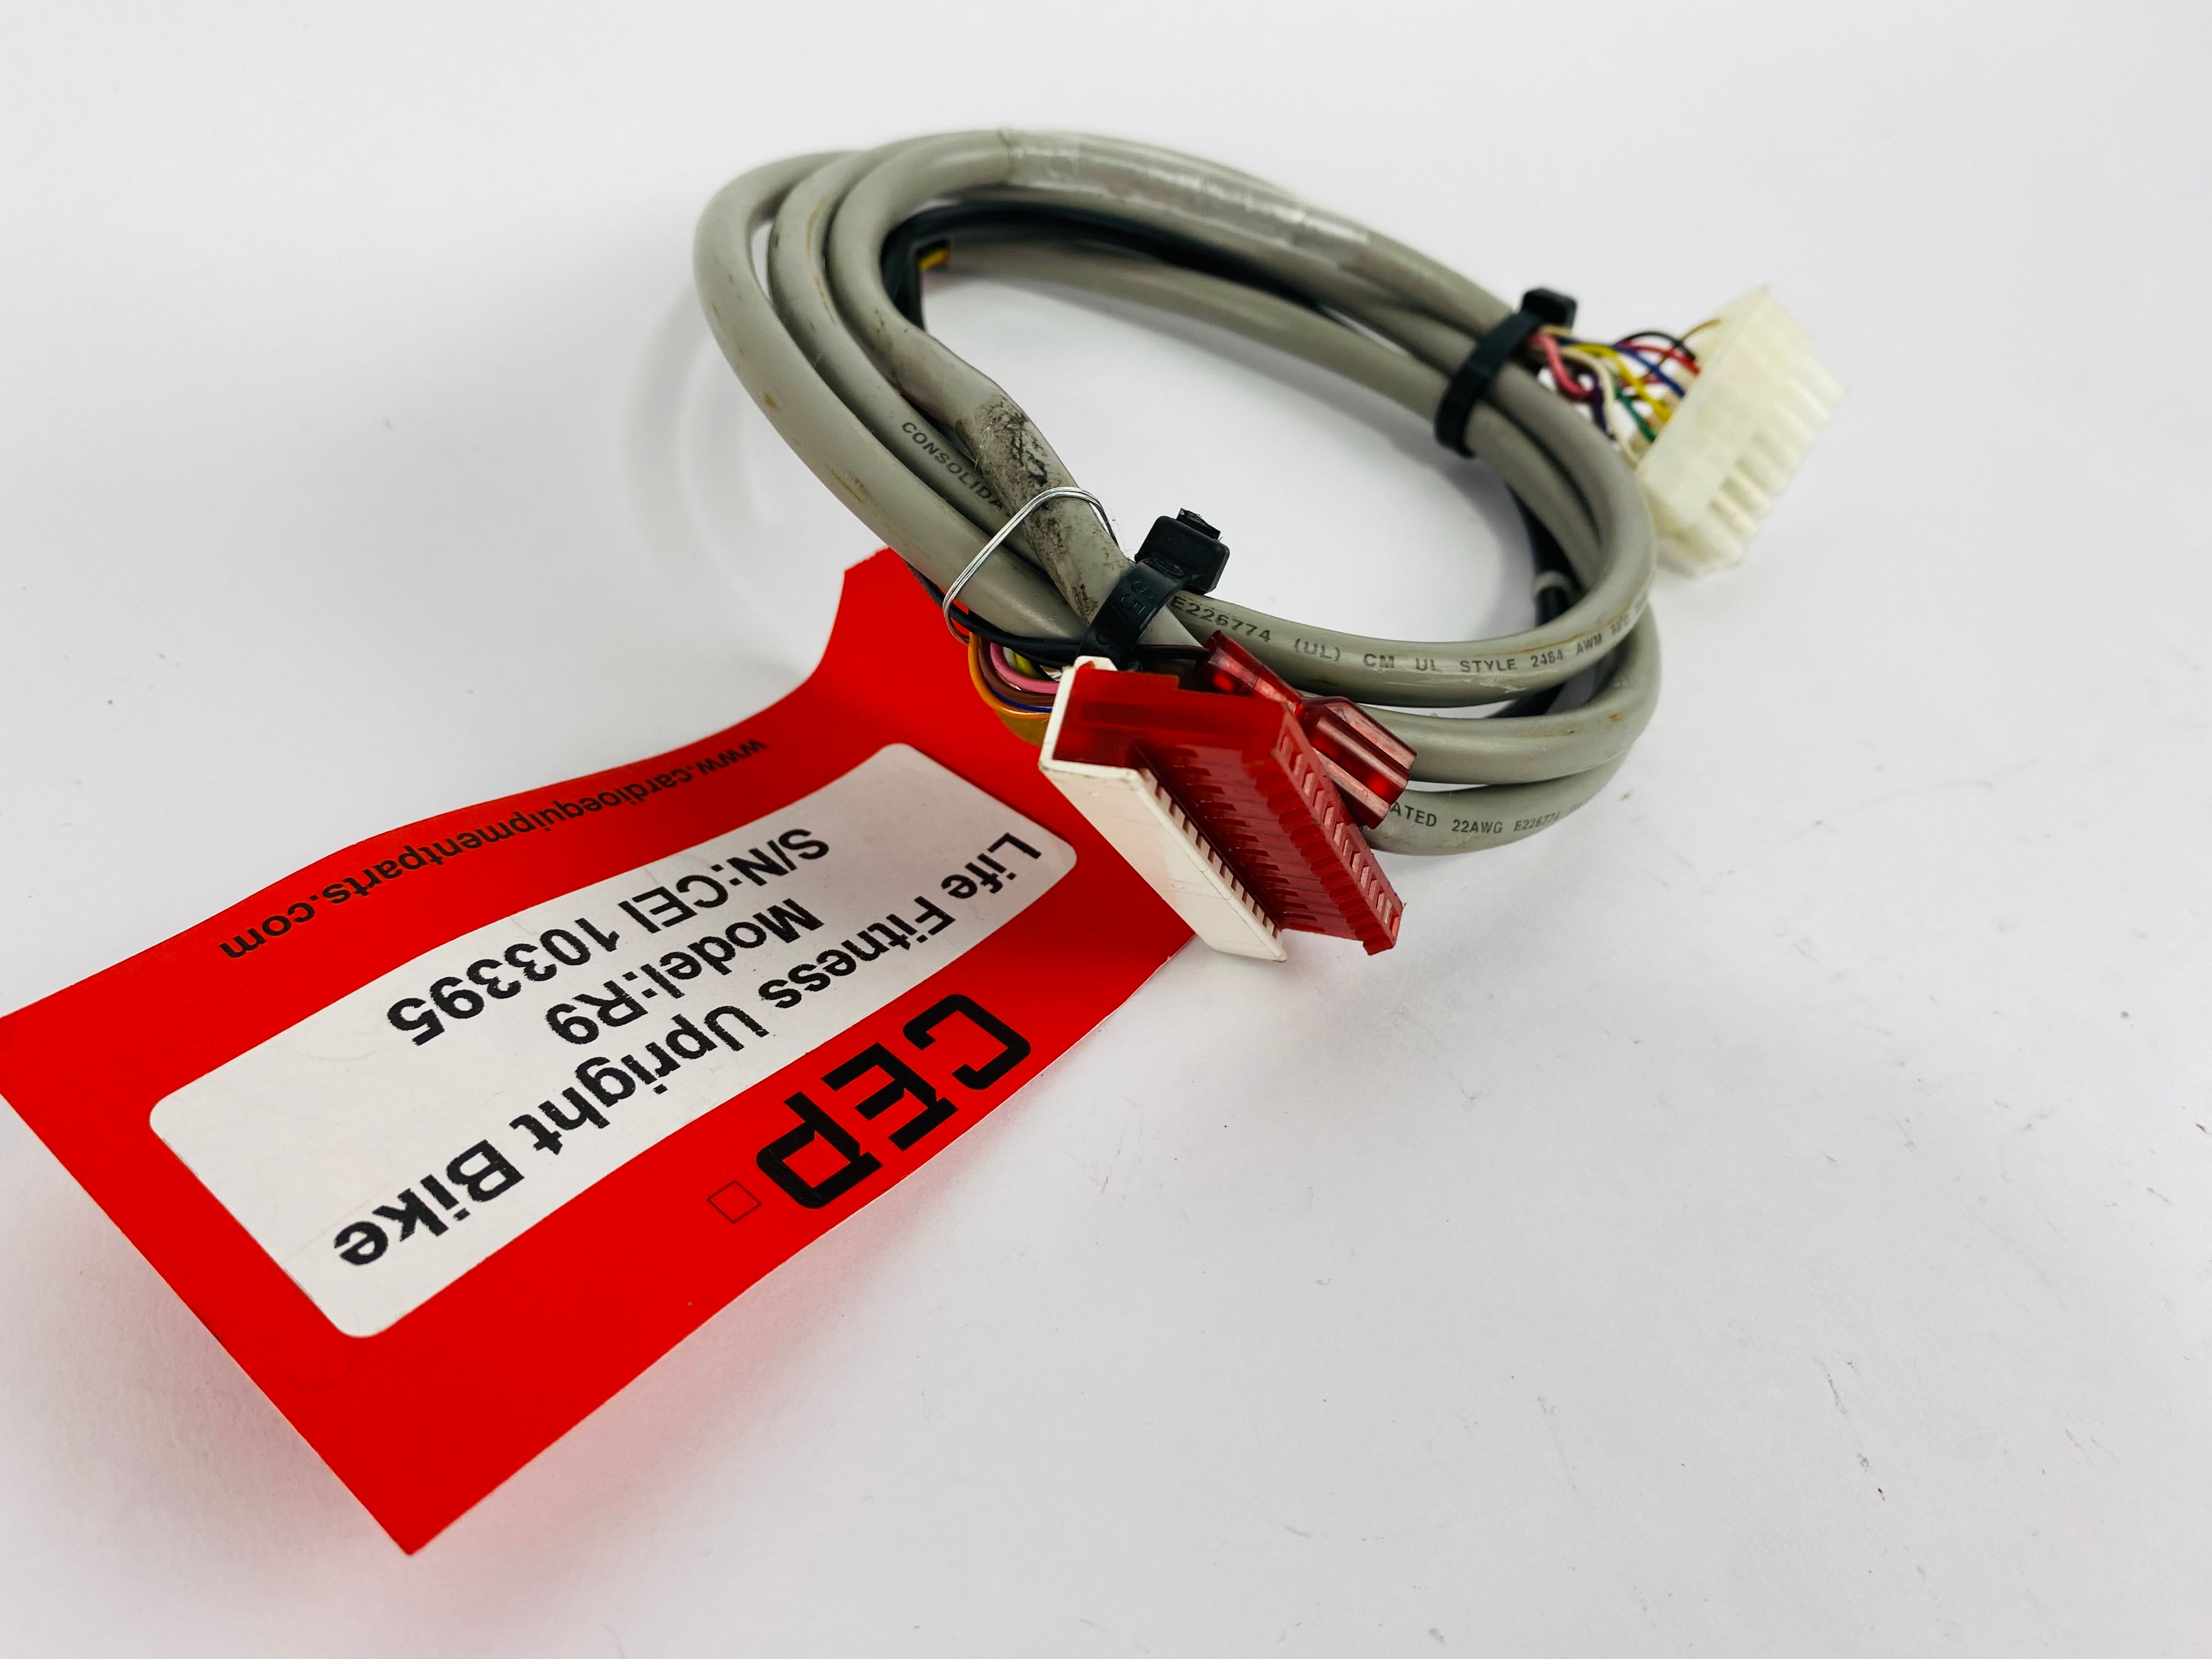 CEP
Life Fitness Upright Bike
Model:R9
S/N:CEI 103395
www.cardioequipmentparts.com
CONSOLIDA
E226774 (UL) CM UL STYLE 2464 AWM
ATED 22AWG E226774